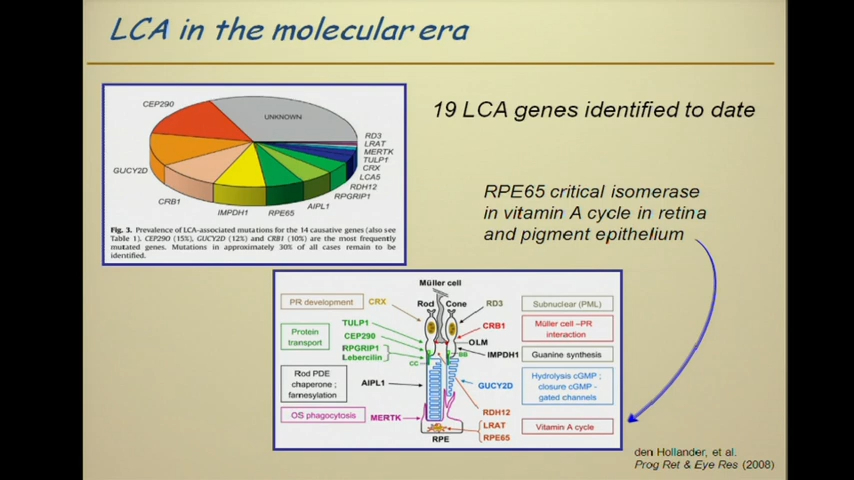 LCA in the molecular era
19 LCA genes identified to date
CEP290
UNKNOWN
RD3
LRAT
MERTK
TULP1
CRX
LCA5
RDH12
RPGRIP1
AIPL1
RPE65
IMPDH1
CRB1
GUCY2D
Fig. 3. Prevalence of LCA-associated mutations for the 14 causative genes (also see
Table 1). CEP290 (15%), GUCY2D (12%) and CRB1 (10%) are the most frequently
mutated genes. Mutations in approximately 30% of all cases remain to be
identified.
RPE65 critical isomerase
in vitamin A cycle in retina
and pigment epithelium
Müller cell
Rod Cone
PR development
CRX
RD3
Subnuclear (PML)
Protein
transport
TULP1
CEP290
RPGRIP1
Lebercilin
CC
CRB1
OLM
BB
IMPDH1
Müller cell –PR
interaction
Guanine synthesis
Rod PDE
chaperone ;
farnesylation
AIPL1
GUCY2D
Hydrolysis cGMP ;
closure cGMP -
gated channels
OS phagocytosis
MERTK
RDH12
LRAT
RPE65
Vitamin A cycle
RPE
den Hollander, et al.
Prog Ret & Eye Res (2008)